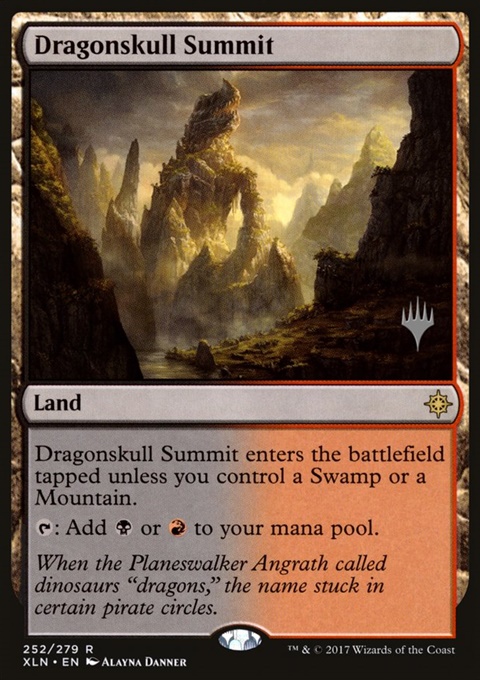 Dragonskull Summit
Land
Dragonskull Summit enters the battlefield
tapped unless you control a Swamp or a
Mountain.
: Add or to your mana pool.
When the Planeswalker Angrath called
dinosaurs “dragons,” the name stuck in
certain pirate circles.
252/279 R
XLN • EN Alayna Danner
™ & © 2017 Wizards of the Coast